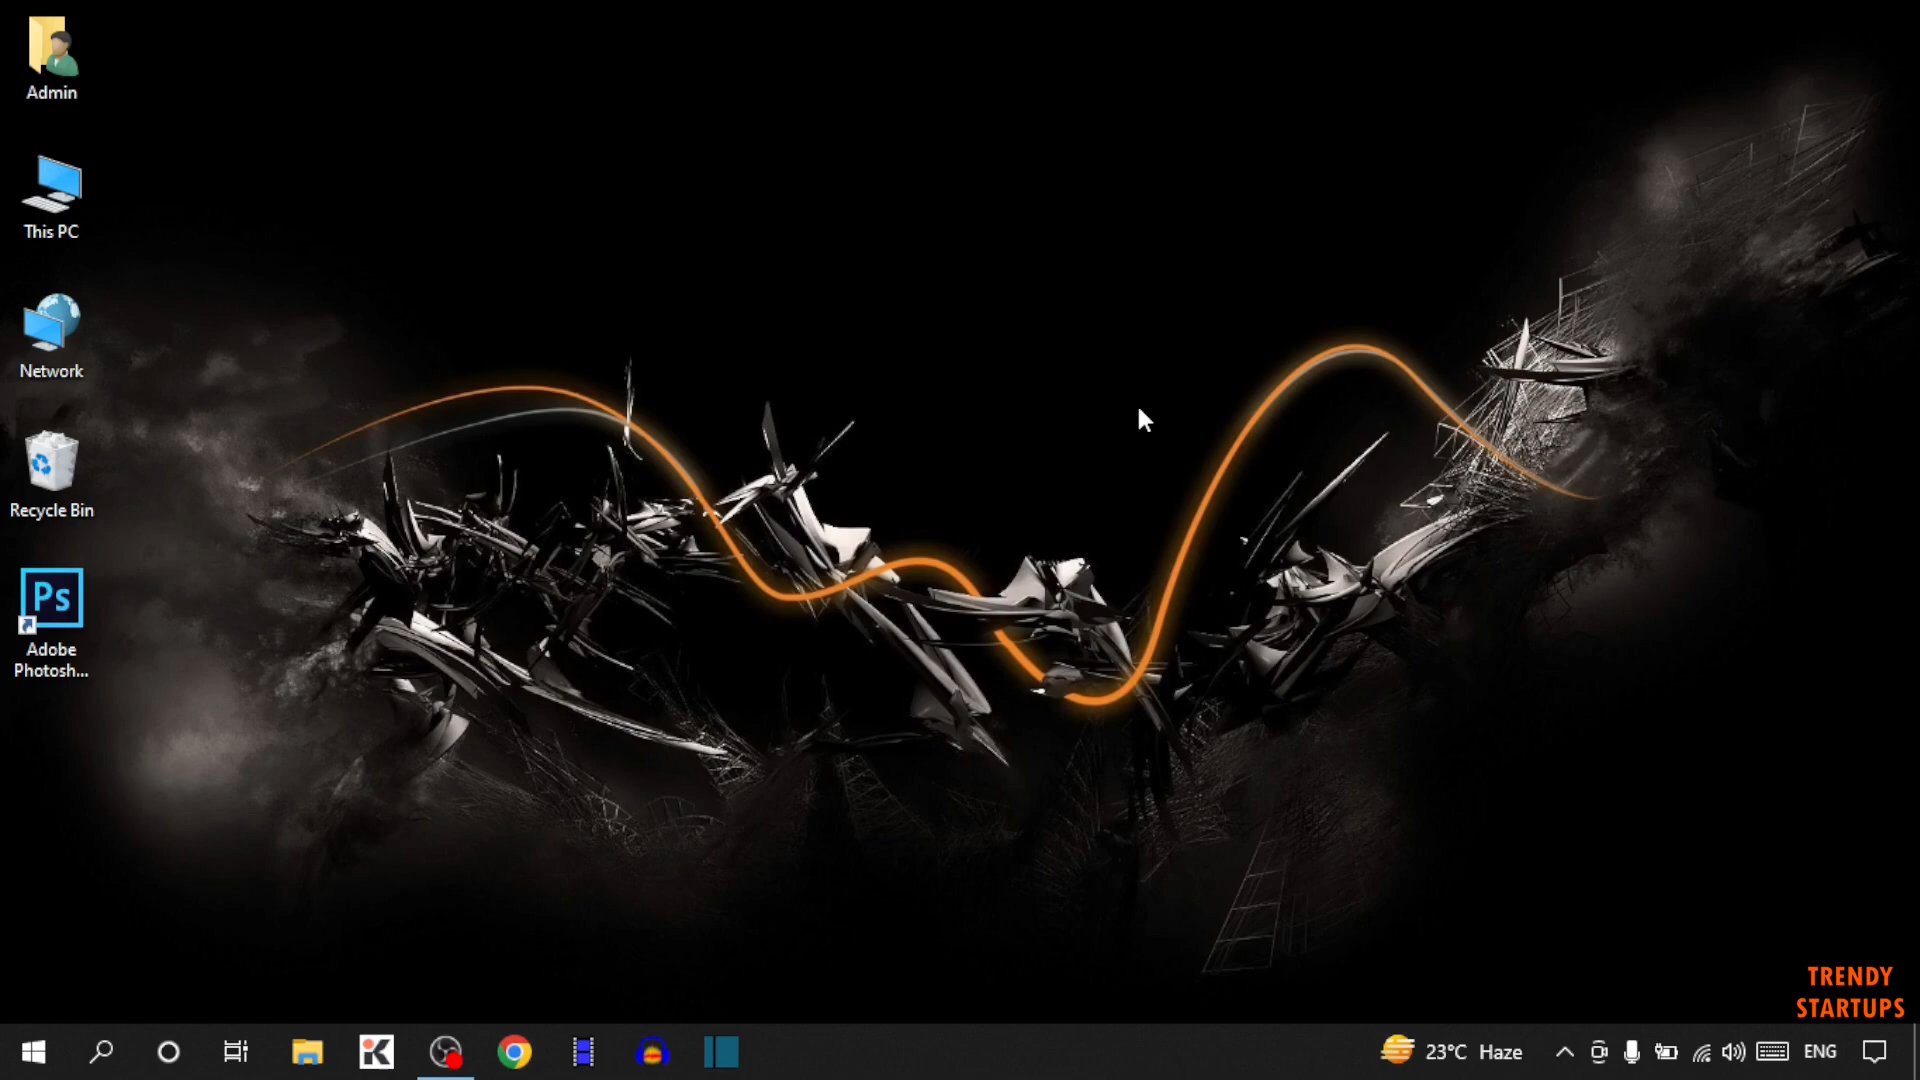 Admin
This PC
Network
Recycle Bin
Ps
Adobe
Photosh...
TRENDY
STARTUPS
23°C Haze
ENG